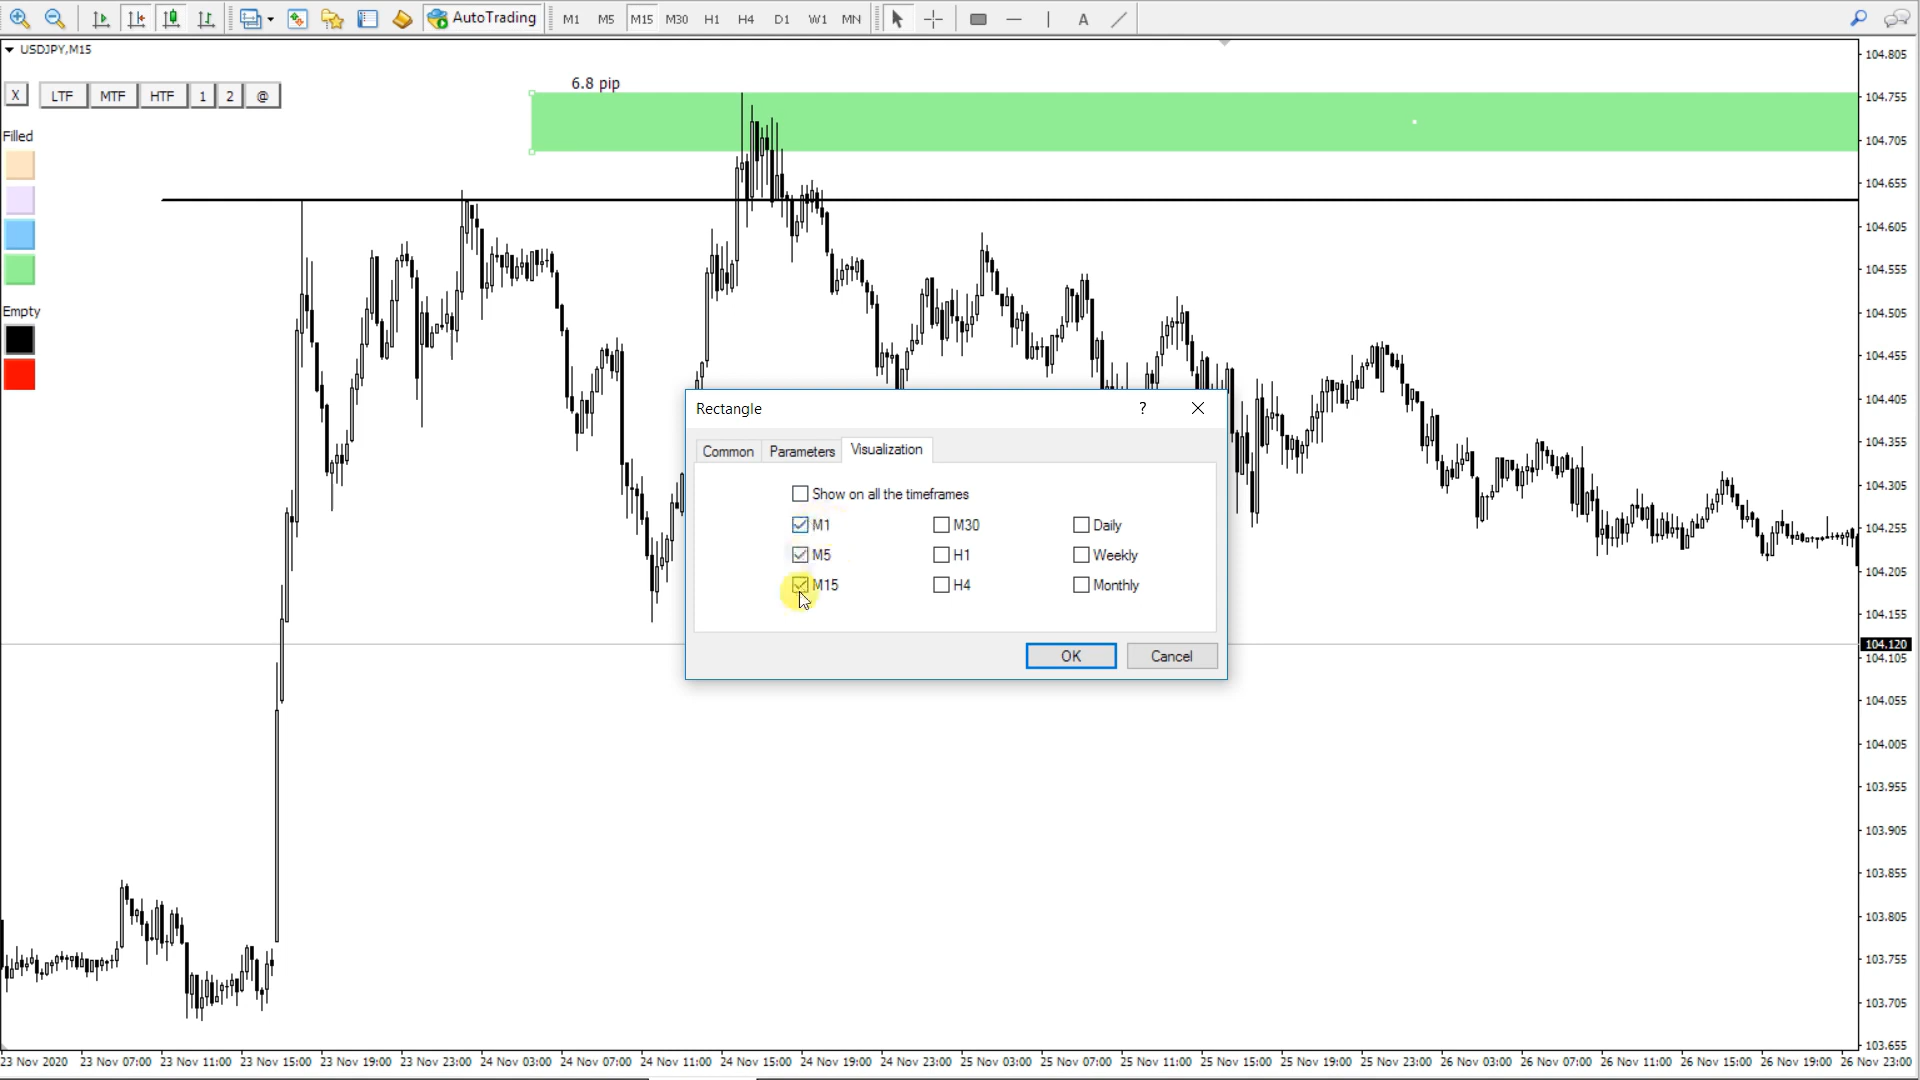 AutoTrading M1 M5 M15 M30 H1 H4 D1 W1 MN A
USDJPY,M15
104.805
6.8 pip
X LTF MTF HTF 1 2 @
104.755
Filled
104.705
104.655
104.605
104.555
Empty
104.505
104.455
104.405
Rectangle ?
104.355
Common Parameters Visualization
104.305
Show on all the timeframes
M1 M30 Daily
104.255
M5 H1 Weekly
104.205
M15 H4 Monthly
104.155
104.120
OK Cancel
104.105
104.055
104.005
103.955
103.905
103.855
103.805
103.755
103.705
103.655
23 Nov 2020 23 Nov 07:00 23 Nov 11:00 23 Nov 15:00 23 Nov 19:00 23 Nov 23:00 24 Nov 03:00 24 Nov 07:00 24 Nov 11:00 24 Nov 15:00 24 Nov 19:00 24 Nov 23:00 25 Nov 03:00 25 Nov 07:00 25 Nov 11:00 25 Nov 15:00 25 Nov 19:00 25 Nov 23:00 26 Nov 03:00 26 Nov 07:00 26 Nov 11:00 26 Nov 15:00 26 Nov 19:00 26 Nov 23:00